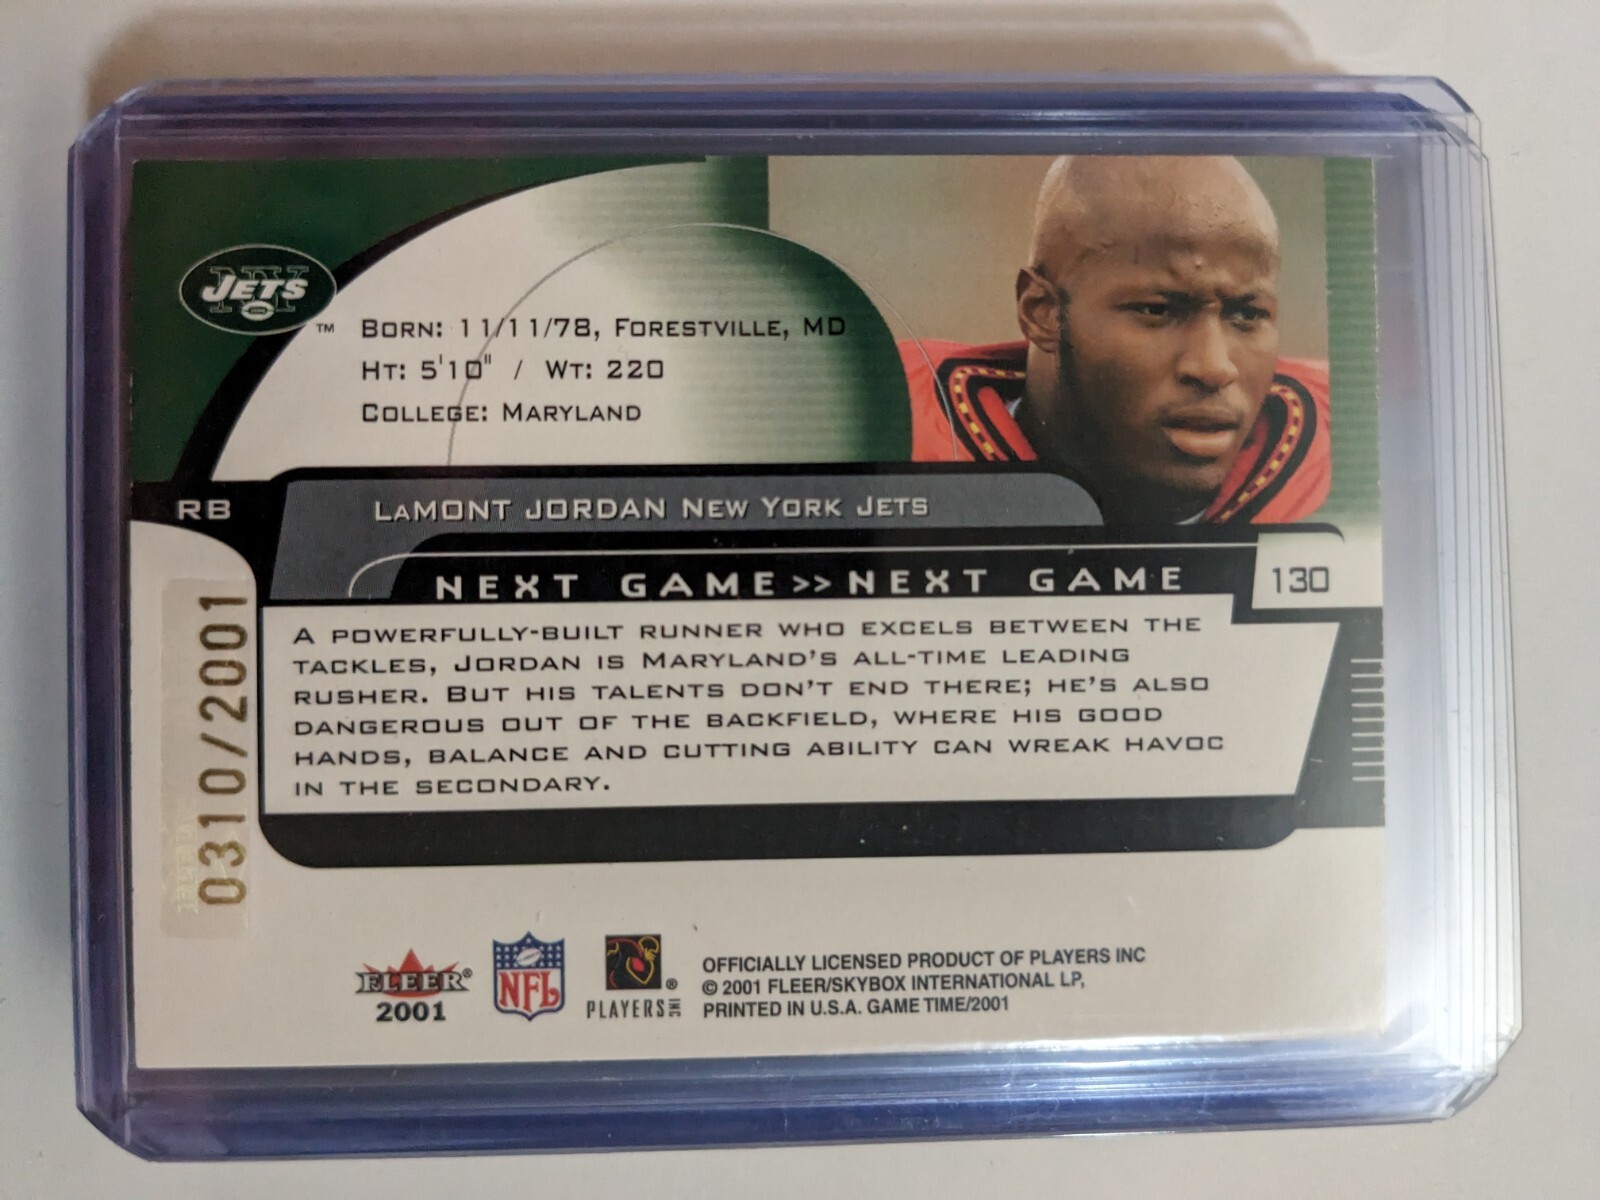 NY
JETS
TM
BORN: 11/11/78, FORESTVILLE, MD
HT: 5'10" / WT: 220
COLLEGE: MARYLAND
RB
LAMONT JORDAN NEW YORK JETS
NEXT GAME >> NEXT GAME
130
A POWERFULLY-BUILT RUNNER WHO EXCELS BETWEEN THE
TACKLES, JORDAN IS MARYLAND'S ALL-TIME LEADING
RUSHER. BUT HIS TALENTS DON'T END THERE; HE'S ALSO
DANGEROUS OUT OF THE BACKFIELD, WHERE HIS GOOD
HANDS, BALANCE AND CUTTING ABILITY CAN WREAK HAVOC
IN THE SECONDARY.
0310/2001
FLEER®
2001
NFL
®
PLAYERS INC
OFFICIALLY LICENSED PRODUCT OF PLAYERS INC
© 2001 FLEER/SKYBOX INTERNATIONAL LP,
PRINTED IN U.S.A. GAME TIME/2001